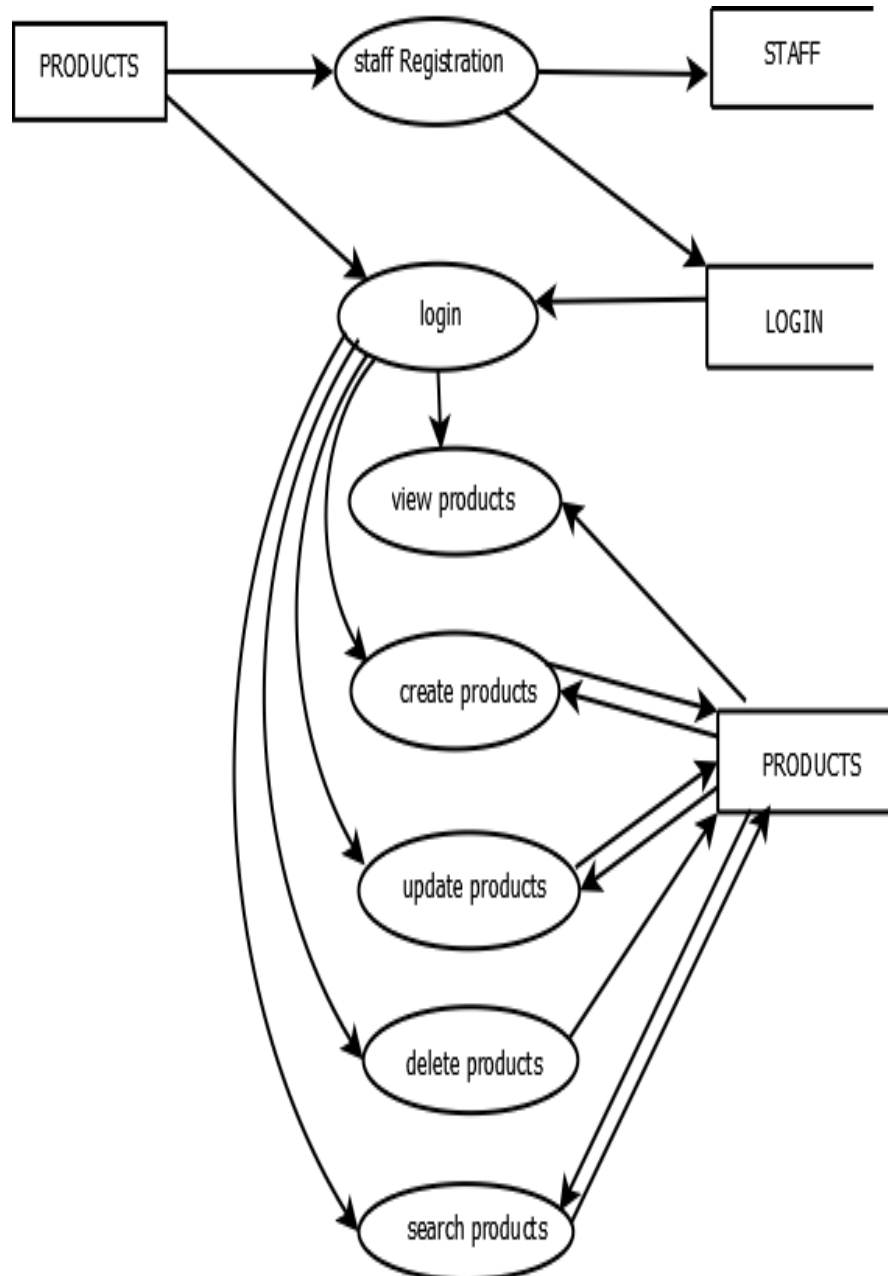 PRODUCTS
staff Registration
STAFF
login
LOGIN
view products
create products
PRODUCTS
update products
delete products
search products